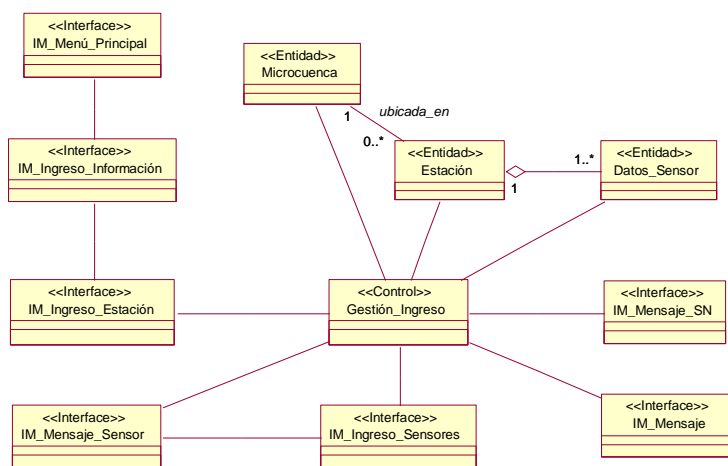 <<Interface>>
IM_Menú_Principal
<<Entidad>>
Microcuenca
1
ubicada_en
0..*
<<Interface>>
IM_Ingreso_Información
<<Entidad>>
Estación
1
1..*
<<Entidad>>
Datos_Sensor
<<Interface>>
IM_Ingreso_Estación
<<Control>>
Gestión_Ingreso
<<Interface>>
IM_Mensaje_SN
<<Interface>>
IM_Mensaje_Sensor
<<Interface>>
IM_Ingreso_Sensores
<<Interface>>
IM_Mensaje